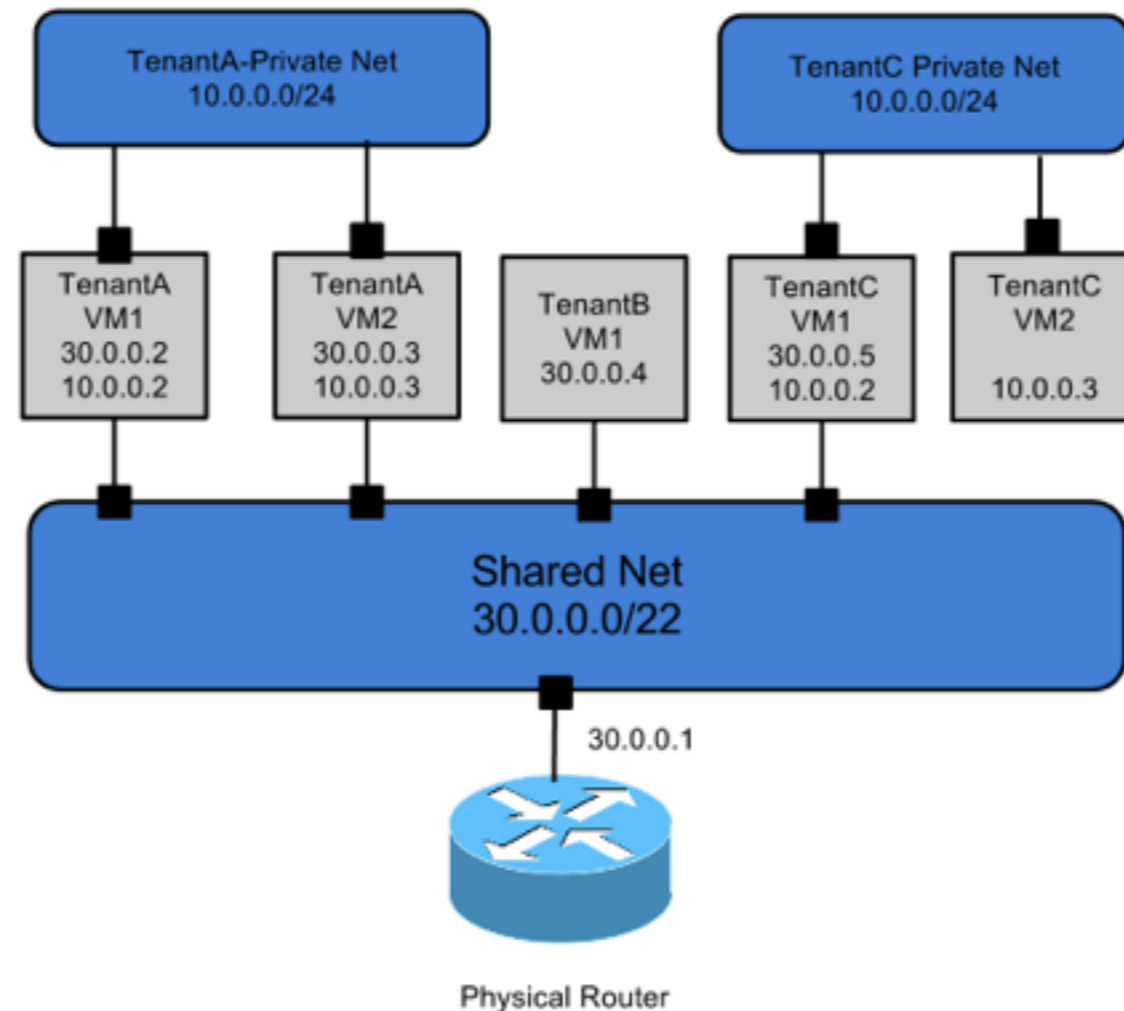 TenantA-Private Net
10.0.0.0/24
TenantC Private Net
10.0.0.0/24
TenantA
VM1
30.0.0.2
10.0.0.2
TenantA
VM2
30.0.0.3
10.0.0.3
TenantB
VM1
30.0.0.4
TenantC
VM1
30.0.0.5
10.0.0.2
TenantC
VM2
10.0.0.3
Shared Net
30.0.0.0/22
30.0.0.1
Physical Router